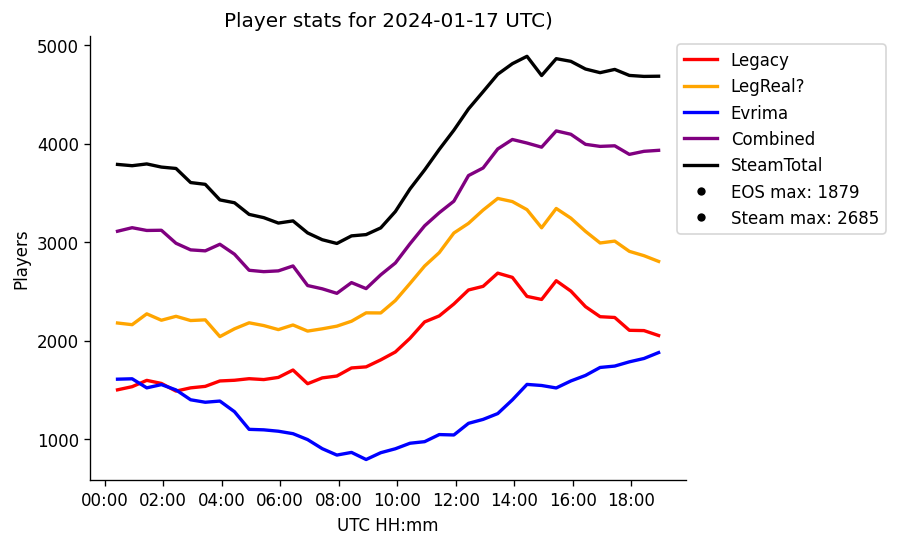 Player stats for 2024-01-17 UTC)
5000
4000
3000
2000
1000
Players
00:00 02:00 04:00 06:00 08:00 10:00 12:00 14:00 16:00 18:00
UTC HH:mm
Legacy
LegReal?
Evrima
Combined
SteamTotal
EOS max: 1879
Steam max: 2685